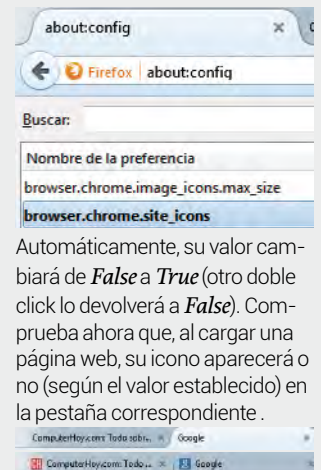 about:config
Firefox about:config
Buscar:
Nombre de la preferencia
browser.chrome.image_icons.max_size
browser.chrome.site_icons
Automáticamente, su valor cam-
biará de False a True (otro doble
click lo devolverá a False). Com-
prueba ahora que, al cargar una
página web, su icono aparecerá o
no (según el valor establecido) en
la pestaña correspondiente .
ComputerHoy.com: Todo sobr... Google
CH ComputerHoy.com: Todo ... Google